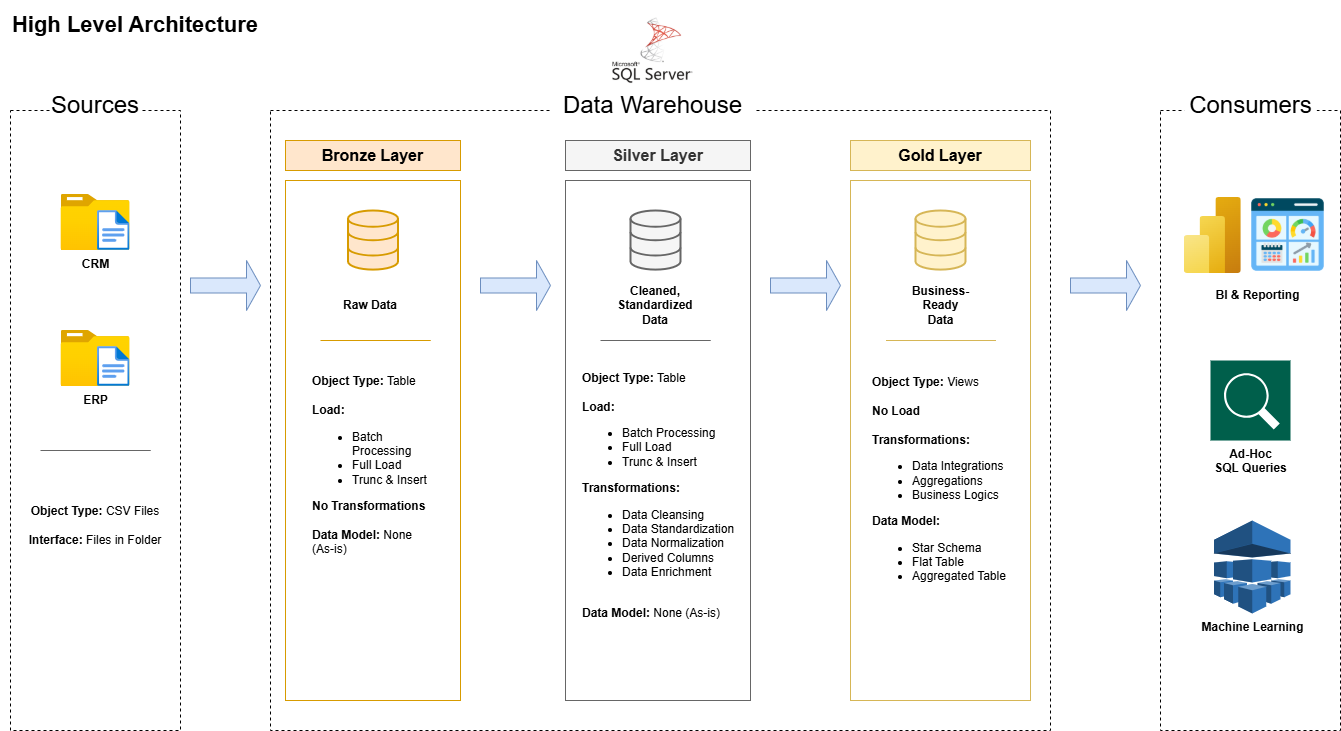 High Level Architecture
Microsoft®
SQL Server
Sources
CRM
ERP
Object Type: CSV Files
Interface: Files in Folder
Data Warehouse
Bronze Layer
Raw Data
Object Type: Table
Load:
• Batch
Processing
• Full Load
• Trunc & Insert
No Transformations
Data Model: None
(As-is)
Silver Layer
Cleaned,
Standardized
Data
Object Type: Table
Load:
• Batch Processing
• Full Load
• Trunc & Insert
Transformations:
• Data Cleansing
• Data Standardization
• Data Normalization
• Derived Columns
• Data Enrichment
Data Model: None (As-is)
Gold Layer
Business-
Ready
Data
Object Type: Views
No Load
Transformations:
• Data Integrations
• Aggregations
• Business Logics
Data Model:
• Star Schema
• Flat Table
• Aggregated Table
Consumers
BI & Reporting
Ad-Hoc
SQL Queries
Machine Learning